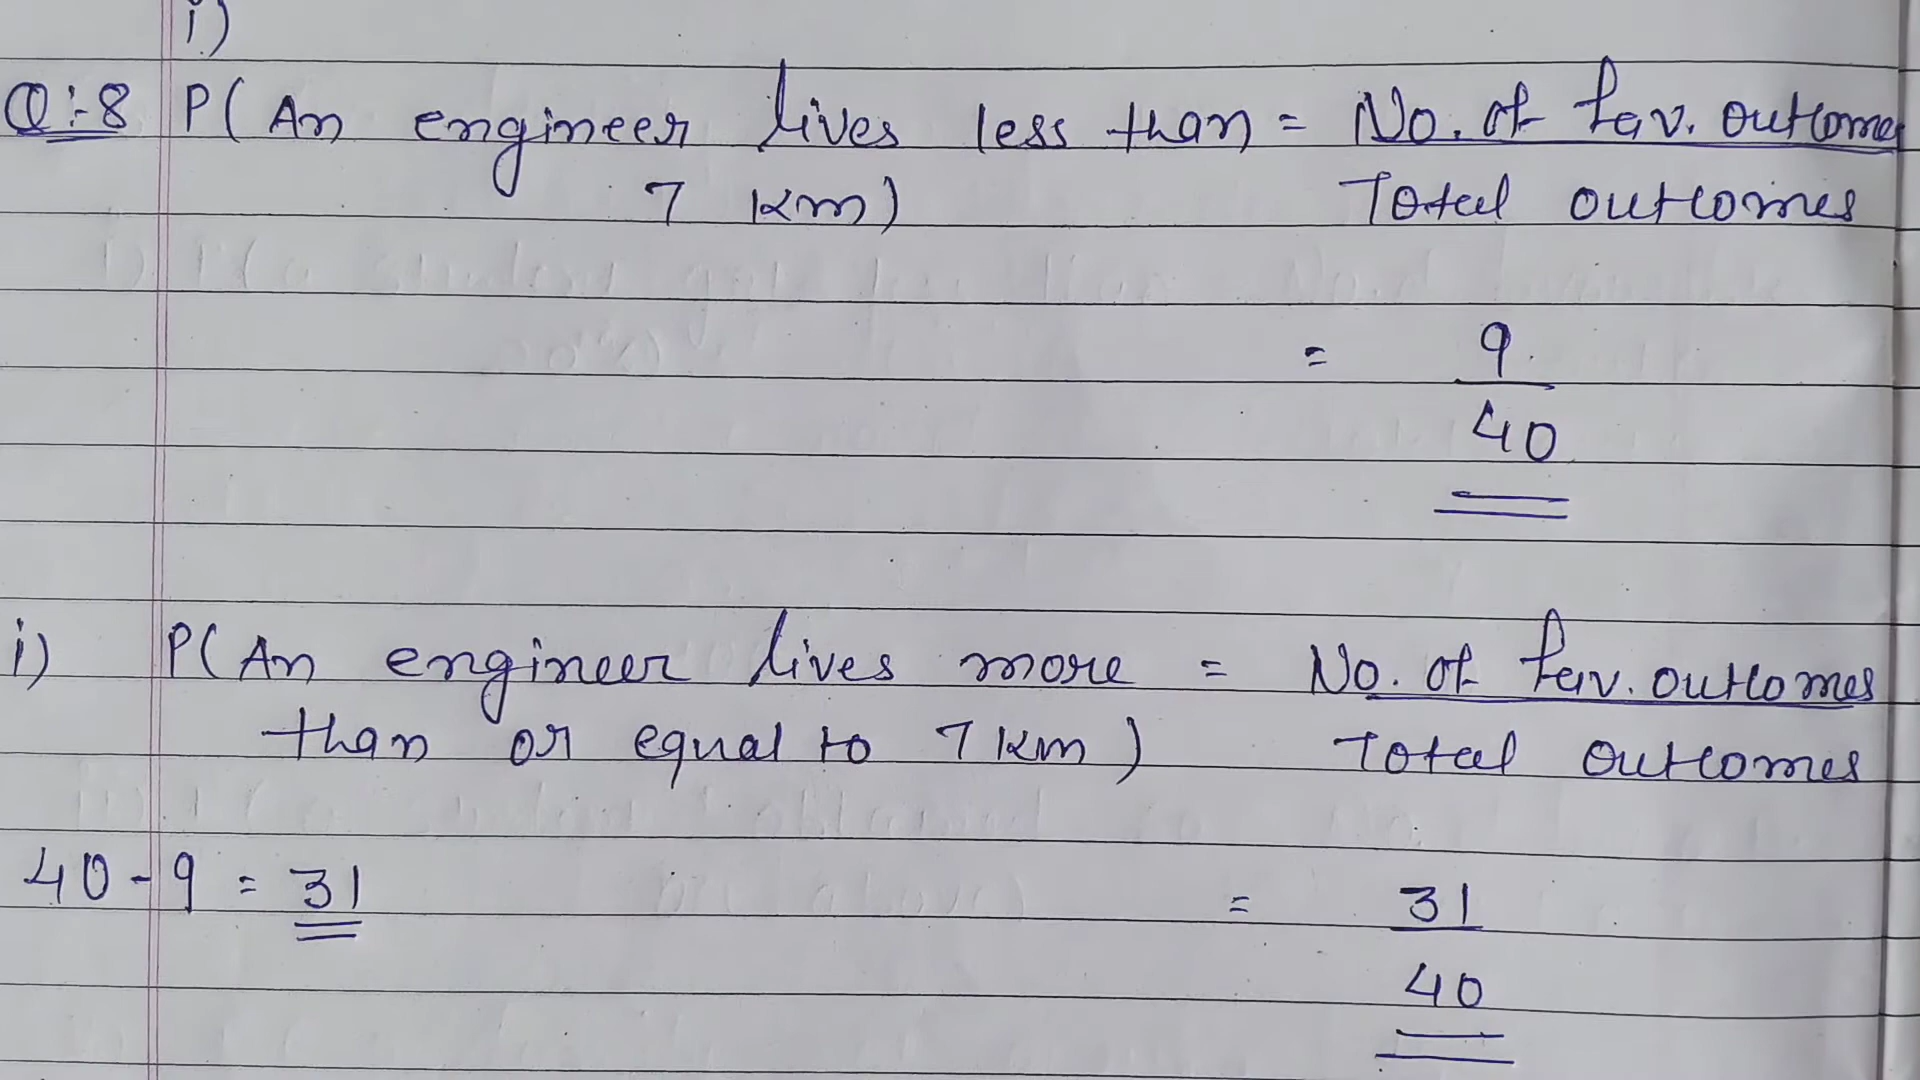 i)
Q:-8 P(An engineer lives less than = No. of fav. outcomes
7 km) Total outcomes
= 9
40
i) P(An engineer lives more = No. of fav. outcomes
than or equal to 7 km) Total outcomes
40-9 = 31 = 31
40